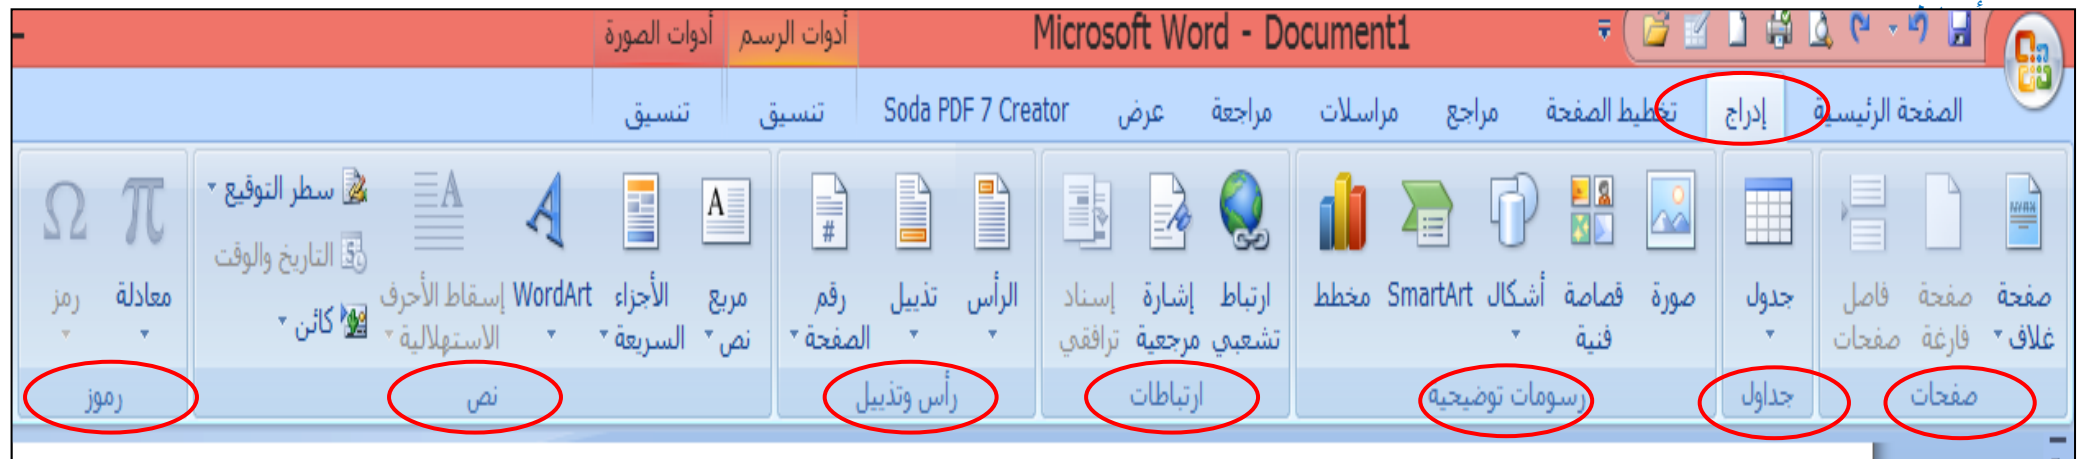 Microsoft Word - Document1
أدوات الرسم
أدوات الصورة
الصفحة الرئيسية
إدراج
تخطيط الصفحة
مراجع
مراسلات
مراجعة
عرض
Soda PDF 7 Creator
تنسيق
تنسيق
صفحة غلاف
صفحة فارغة
فاصل صفحات
جدول
صورة
قصاصة فنية
أشكال
SmartArt
مخطط
ارتباط تشعبي
إشارة مرجعية
إسناد ترافقي
الرأس
تذييل
رقم الصفحة
#
مربع نص
الأجزاء السريعة
WordArt
إسقاط الأحرف الاستهلالية
سطر التوقيع
التاريخ والوقت
كائن
معادلة
رمز
صفحات
جداول
رسومات توضيحية
ارتباطات
رأس وتذييل
نص
رموز